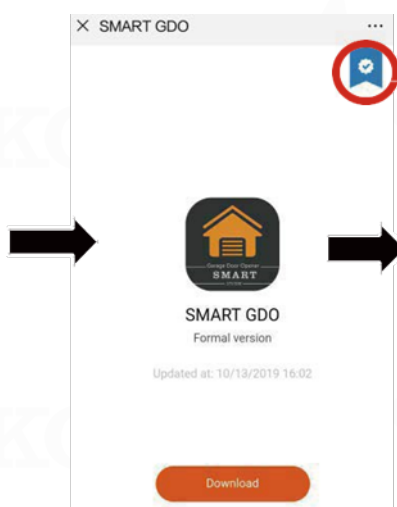 × SMART GDO ...
Garage Door Opener
SMART
SMART GDO
Formal version
Updated at: 10/13/2019 16:02
Download